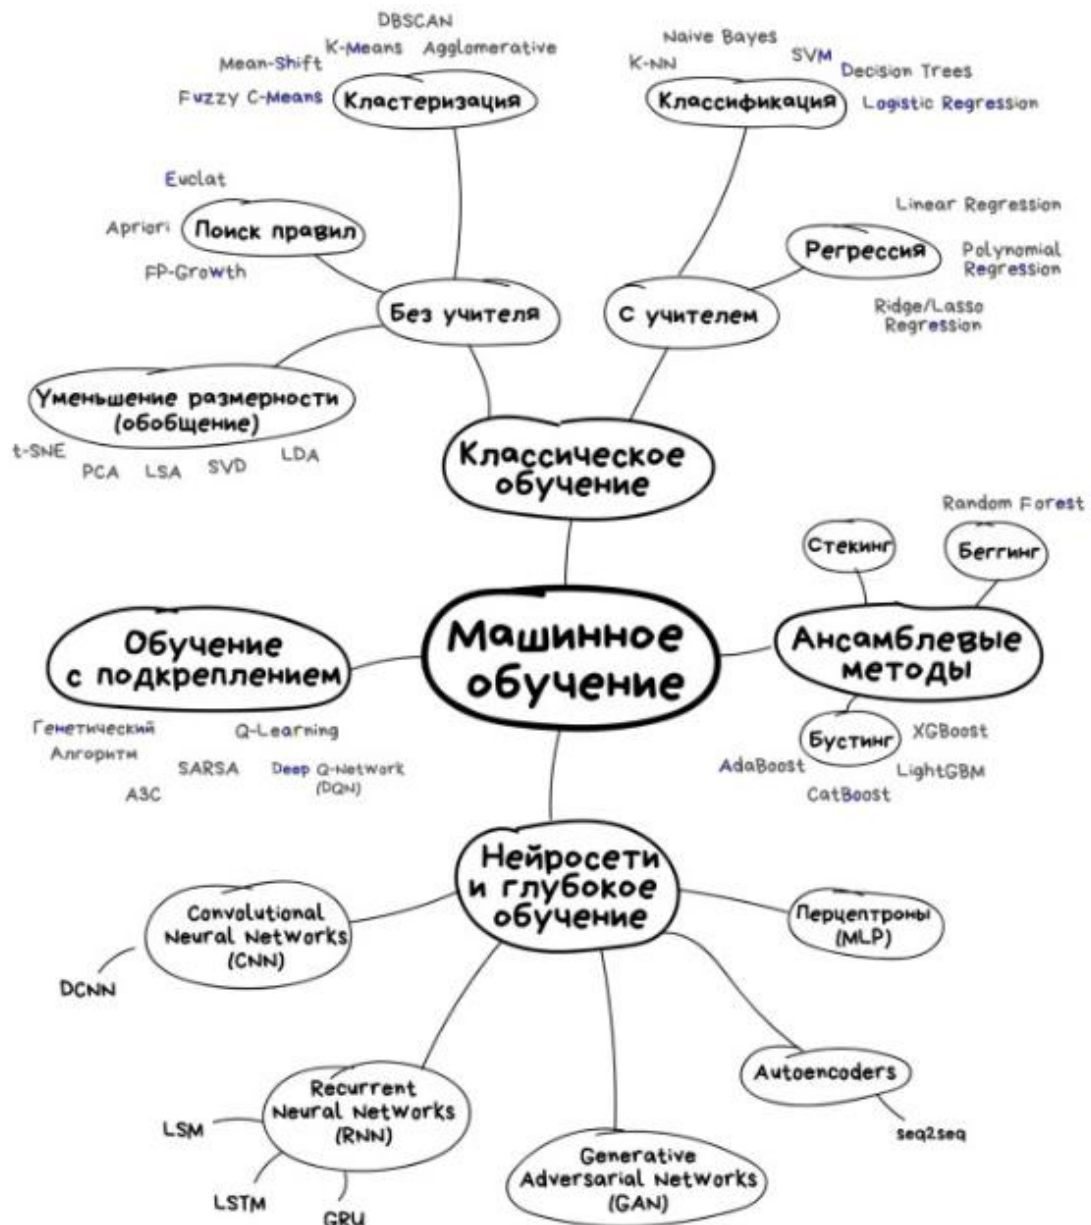 DBSCAN
K-Means
Agglomerative
Mean-Shift
Fuzzy C-Means
Кластеризация
Naive Bayes
K-NN
SVM
Decision Trees
Классификация
Logistic Regression
Euclat
Apriori
Поиск правил
FP-Growth
Linear Regression
Регрессия
Polynomial
Regression
Ridge/Lasso
Regression
Без учителя
С учителем
Уменьшение размерности
(обобщение)
t-SNE
PCA
LSA
SVD
LDA
Классическое
обучение
Random Forest
Стекинг
Беггинг
Обучение
с подкреплением
Машинное
обучение
Ансамблевые
методы
Генетический
Алгоритм
Q-Learning
SARSA
Deep Q-Network
(DQN)
A3C
Бустинг
XGBoost
AdaBoost
LightGBM
CatBoost
Нейросети
и глубокое
обучение
Convolutional
Neural Networks
(CNN)
DCNN
Перцептроны
(MLP)
Recurrent
Neural Networks
(RNN)
LSM
LSTM
GRU
Generative
Adversarial Networks
(GAN)
Autoencoders
seq2seq